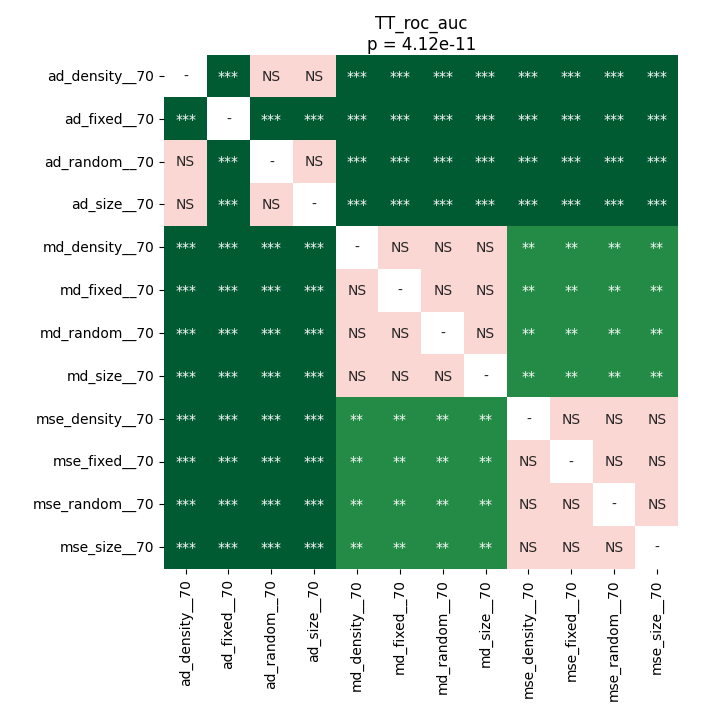 TT_roc_auc
p = 4.12e-11
ad_density__70 - *** NS NS *** *** *** *** *** *** *** ***
ad_fixed__70 *** - *** *** *** *** *** *** *** *** *** ***
ad_random__70 NS *** - NS *** *** *** *** *** *** *** ***
ad_size__70 NS *** NS - *** *** *** *** *** *** *** ***
md_density__70 *** *** *** *** - NS NS NS ** ** ** **
md_fixed__70 *** *** *** *** NS - NS NS ** ** ** **
md_random__70 *** *** *** *** NS NS - NS ** ** ** **
md_size__70 *** *** *** *** NS NS NS - ** ** ** **
mse_density__70 *** *** *** *** ** ** ** ** - NS NS NS
mse_fixed__70 *** *** *** *** ** ** ** ** NS - NS NS
mse_random__70 *** *** *** *** ** ** ** ** NS NS - NS
mse_size__70 *** *** *** *** ** ** ** ** NS NS NS -
ad_density__70
ad_fixed__70
ad_random__70
ad_size__70
md_density__70
md_fixed__70
md_random__70
md_size__70
mse_density__70
mse_fixed__70
mse_random__70
mse_size__70